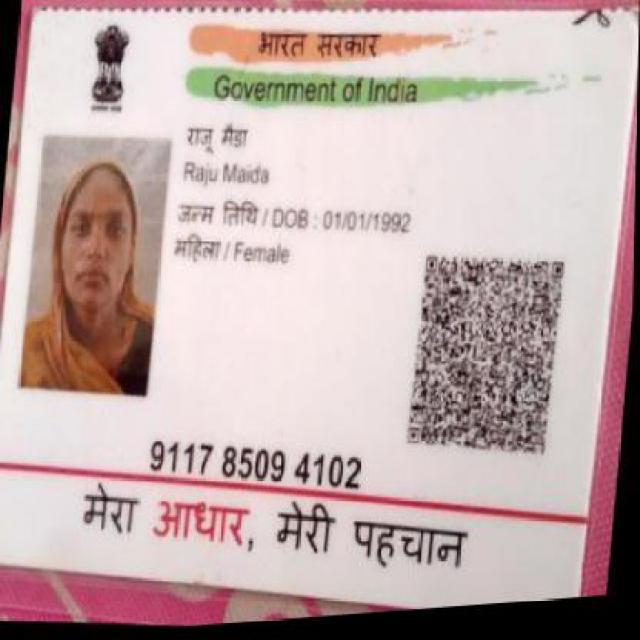 भारत सरकार
Government of India
राजू मैडा
Raju Maida
जन्म तिथि / DOB : 01/01/1992
महिला / Female
9117 8509 4102
मेरा आधार, मेरी पहचान